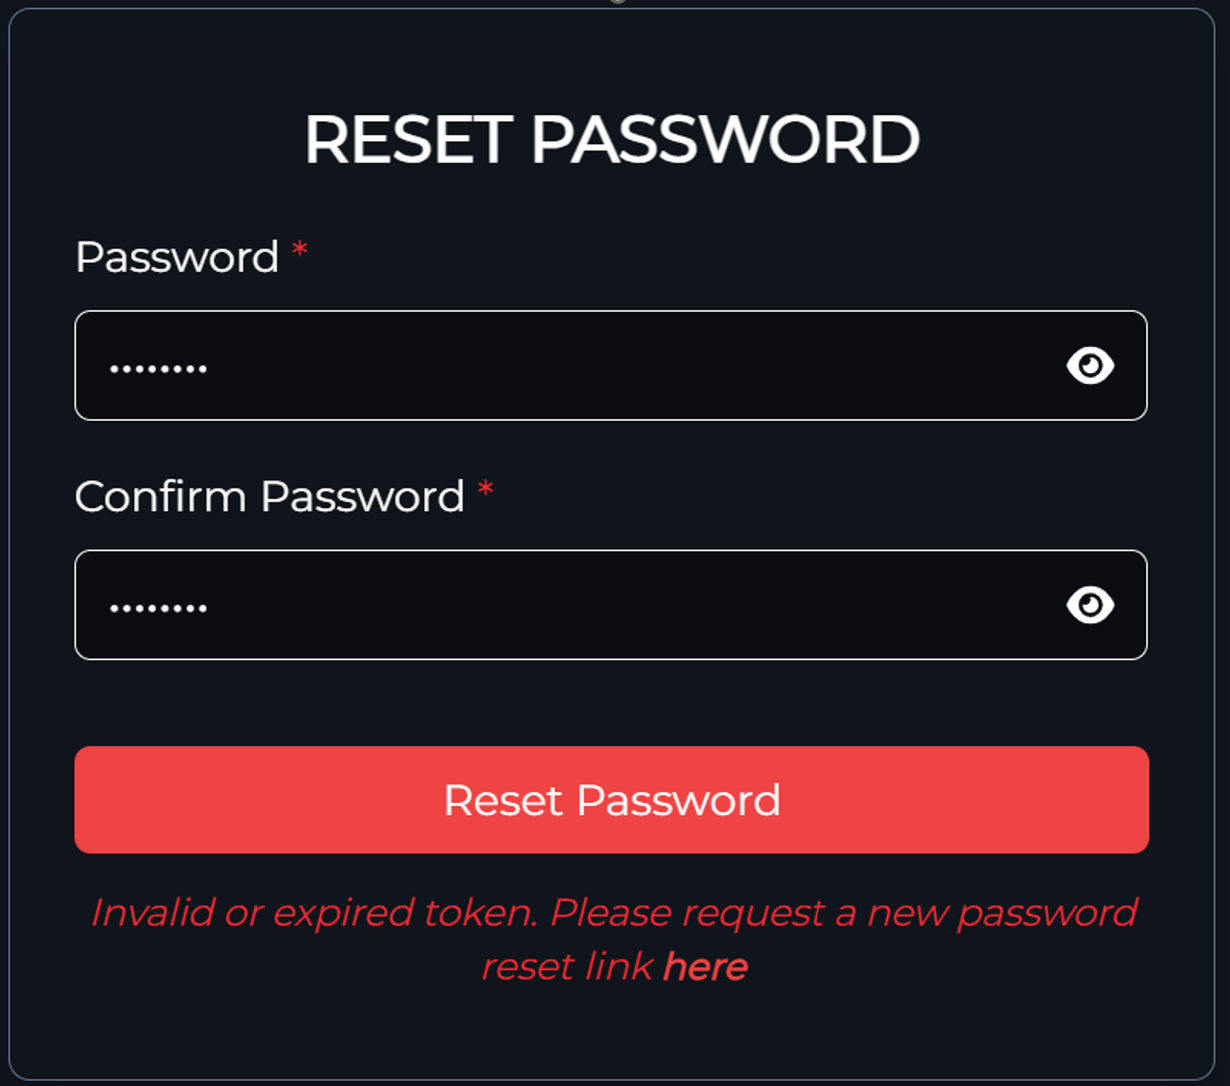 RESET PASSWORD
Password *
••••••••
Confirm Password *
••••••••
Reset Password
Invalid or expired token. Please request a new password
reset link here